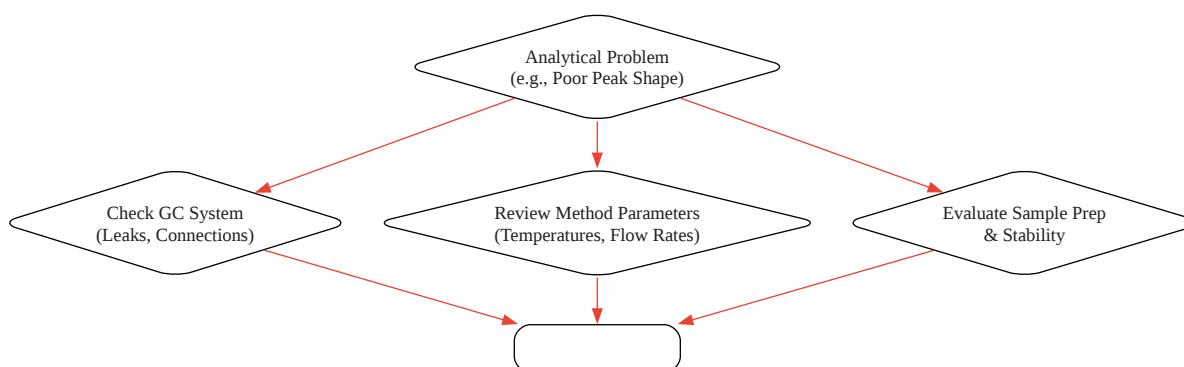 Analytical Problem
(e.g., Poor Peak Shape)
Check GC System
(Leaks, Connections)
Review Method Parameters
(Temperatures, Flow Rates)
Evaluate Sample Prep
& Stability